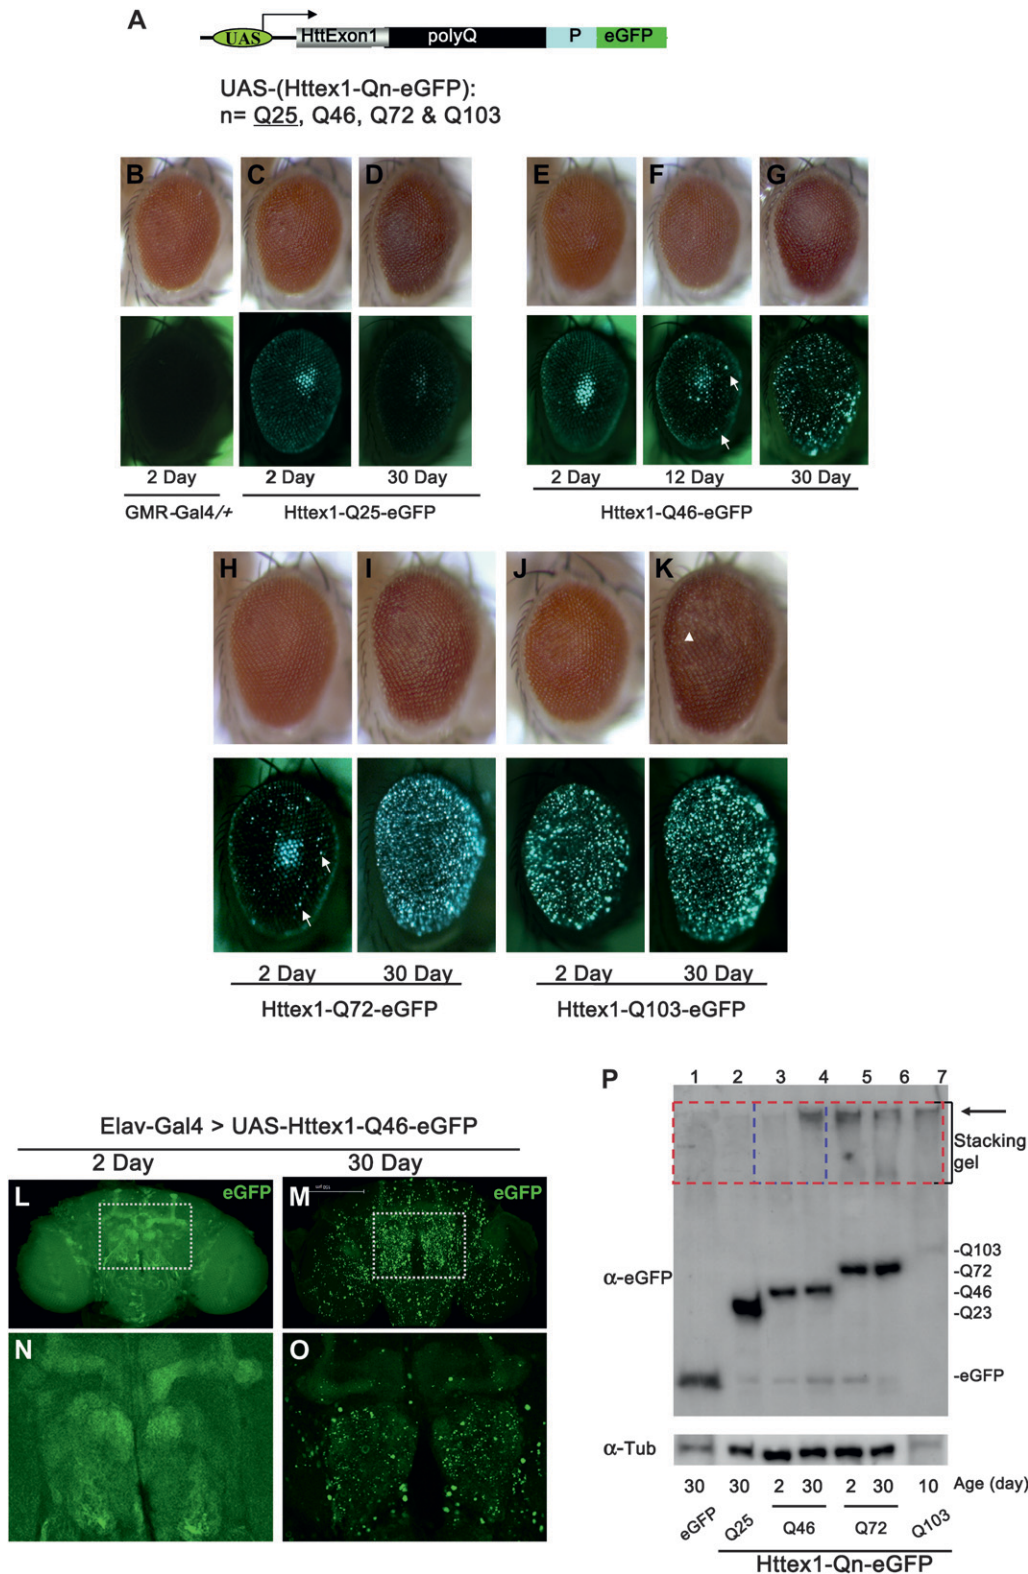 A
UAS HttExon1 polyQ P eGFP
UAS-(Httex1-Qn-eGFP):
n= Q25, Q46, Q72 & Q103
B C D E F G
2 Day 2 Day 30 Day 2 Day 12 Day 30 Day
GMR-Gal4/+ Httex1-Q25-eGFP Httex1-Q46-eGFP
H I J K
2 Day 30 Day 2 Day 30 Day
Httex1-Q72-eGFP Httex1-Q103-eGFP
Elav-Gal4 > UAS-Httex1-Q46-eGFP
2 Day 30 Day
L eGFP M eGFP
N O
P
1 2 3 4 5 6 7
Stacking
gel
α-eGFP
-Q103
-Q72
-Q46
-Q23
-eGFP
α-Tub
30 30 2 30 2 30 10 Age (day)
eGFP Q25 Q46 Q72 Q103
Httex1-Qn-eGFP